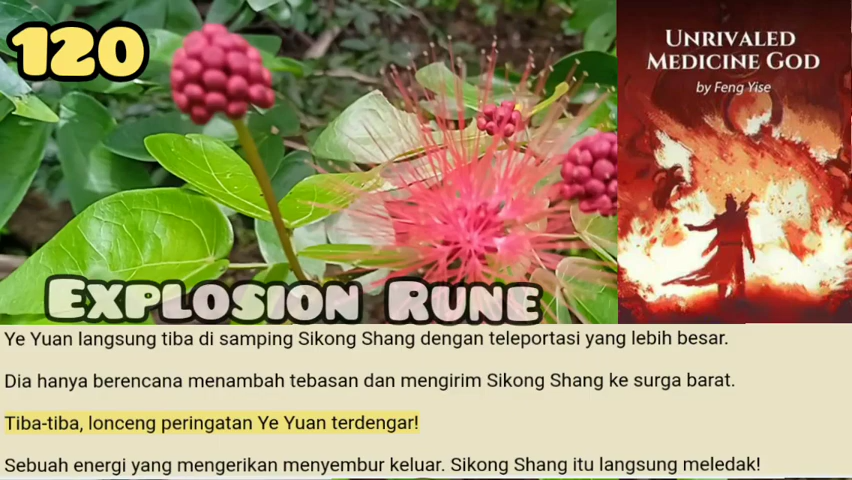 120
UNRIVALED
MEDICINE GOD
by Feng Yise
EXPLOSION RUNE
Ye Yuan langsung tiba di samping Sikong Shang dengan teleportasi yang lebih besar.
Dia hanya berencana menambah tebasan dan mengirim Sikong Shang ke surga barat.
Tiba-tiba, lonceng peringatan Ye Yuan terdengar!
Sebuah energi yang mengerikan menyembur keluar. Sikong Shang itu langsung meledak!